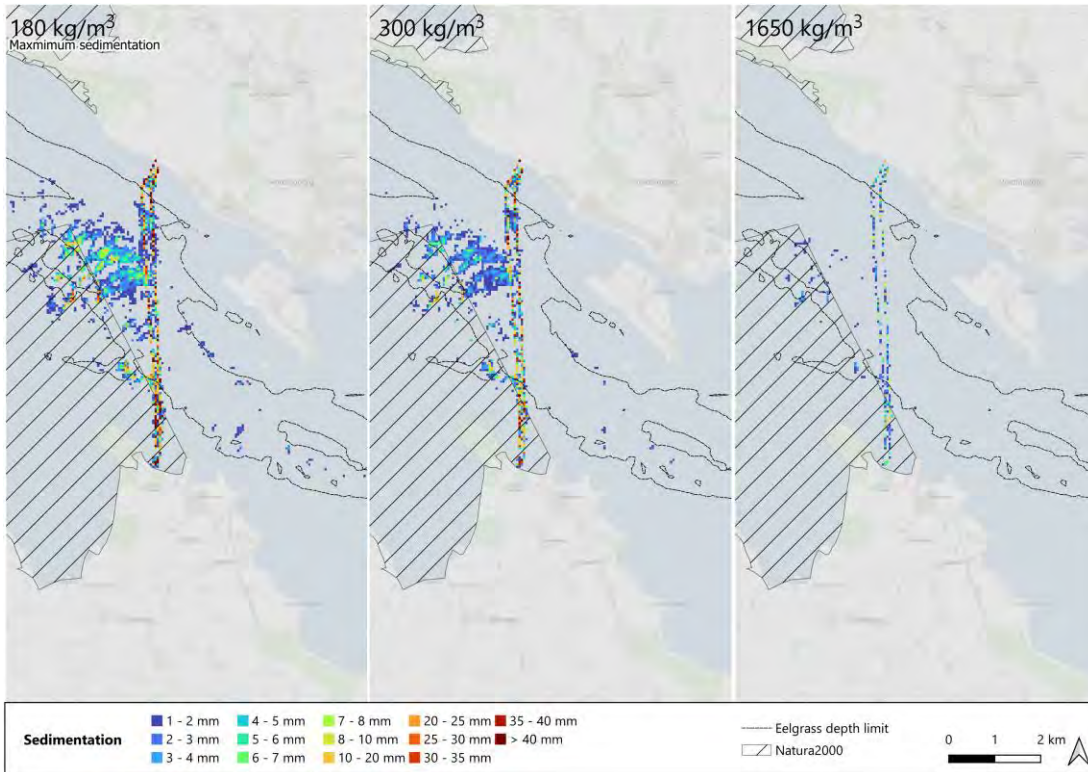 180 kg/m³
Maxmimum sedimentation
300 kg/m³
1650 kg/m³
Sedimentation
1 - 2 mm
2 - 3 mm
3 - 4 mm
4 - 5 mm
5 - 6 mm
6 - 7 mm
7 - 8 mm
8 - 10 mm
10 - 20 mm
20 - 25 mm
25 - 30 mm
30 - 35 mm
35 - 40 mm
> 40 mm
Eelgrass depth limit
Natura2000
0 1 2 km